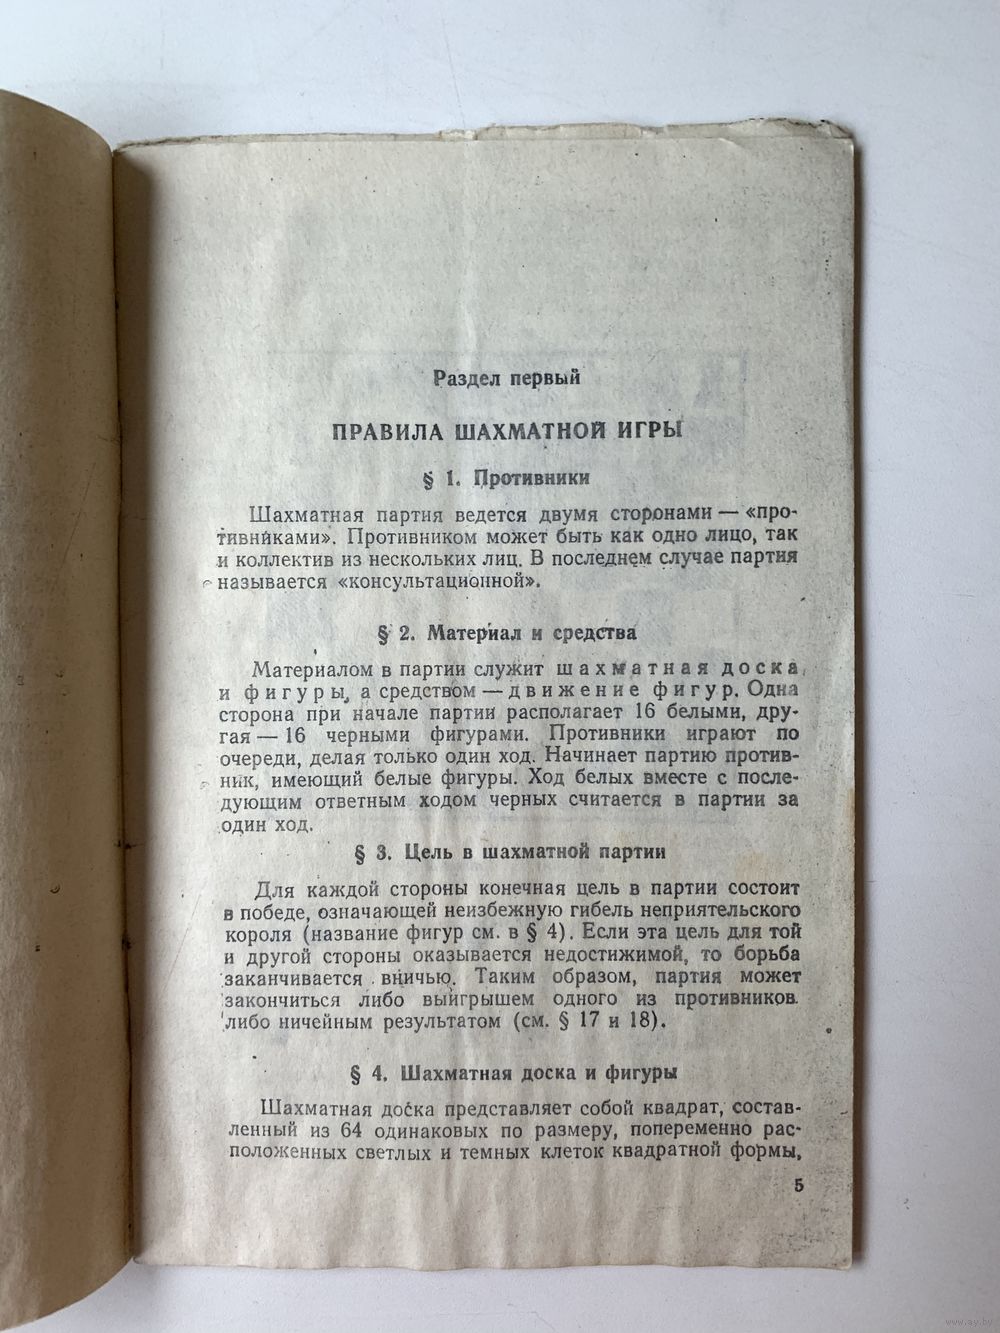 Раздел первый
ПРАВИЛА ШАХМАТНОЙ ИГРЫ
§ 1. Противники
Шахматная партия ведется двумя сторонами — «про-
тивниками». Противником может быть как одно лицо, так
и коллектив из нескольких лиц. В последнем случае партия
называется «консультационной».
§ 2. Материал и средства
Материалом в партии служит шахматная доска
и фигуры, а средством — движение фигур. Одна
сторона при начале партии располагает 16 белыми, дру-
гая — 16 черными фигурами. Противники играют по
очереди, делая только один ход. Начинает партию против-
ник, имеющий белые фигуры. Ход белых вместе с после-
дующим ответным ходом черных считается в партии за
один ход.
§ 3. Цель в шахматной партии
Для каждой стороны конечная цель в партии состоит
в победе, означающей неизбежную гибель неприятельского
короля (название фигур см. в § 4). Если эта цель для той
и другой стороны оказывается недостижимой, то борьба
заканчивается вничью. Таким образом, партия может
закончиться либо выигрышем одного из противников
либо ничейным результатом (см. § 17 и 18).
§ 4. Шахматная доска и фигуры
Шахматная доска представляет собой квадрат, состав-
ленный из 64 одинаковых по размеру, попеременно рас-
положенных светлых и темных клеток квадратной формы,
5
www.ay.by